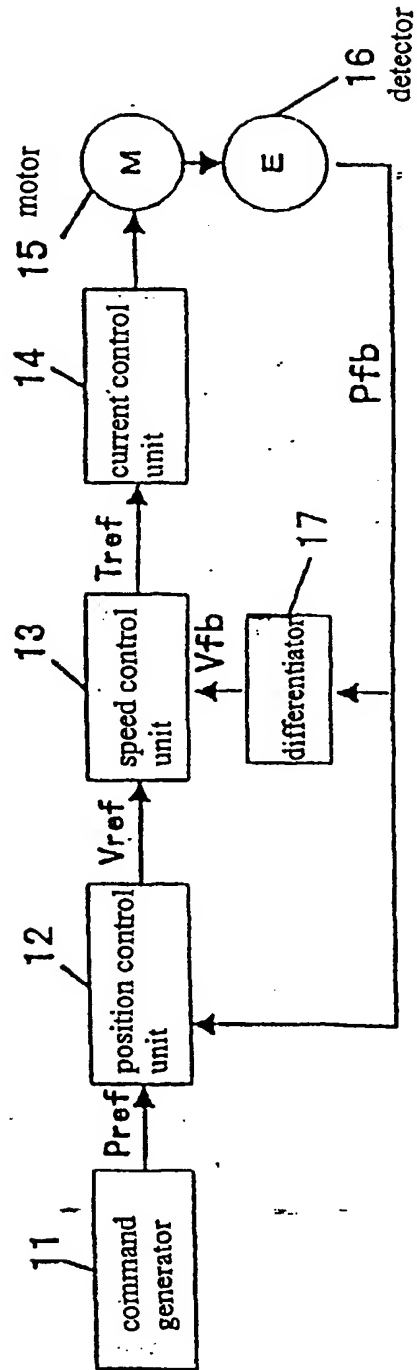 11
command
generator
Pref
12
position control
unit
Vref
13
speed control
unit
Tref
14
current control
unit
15 motor
M
E
16
detector
Pfb
17
differentiator
Vfb